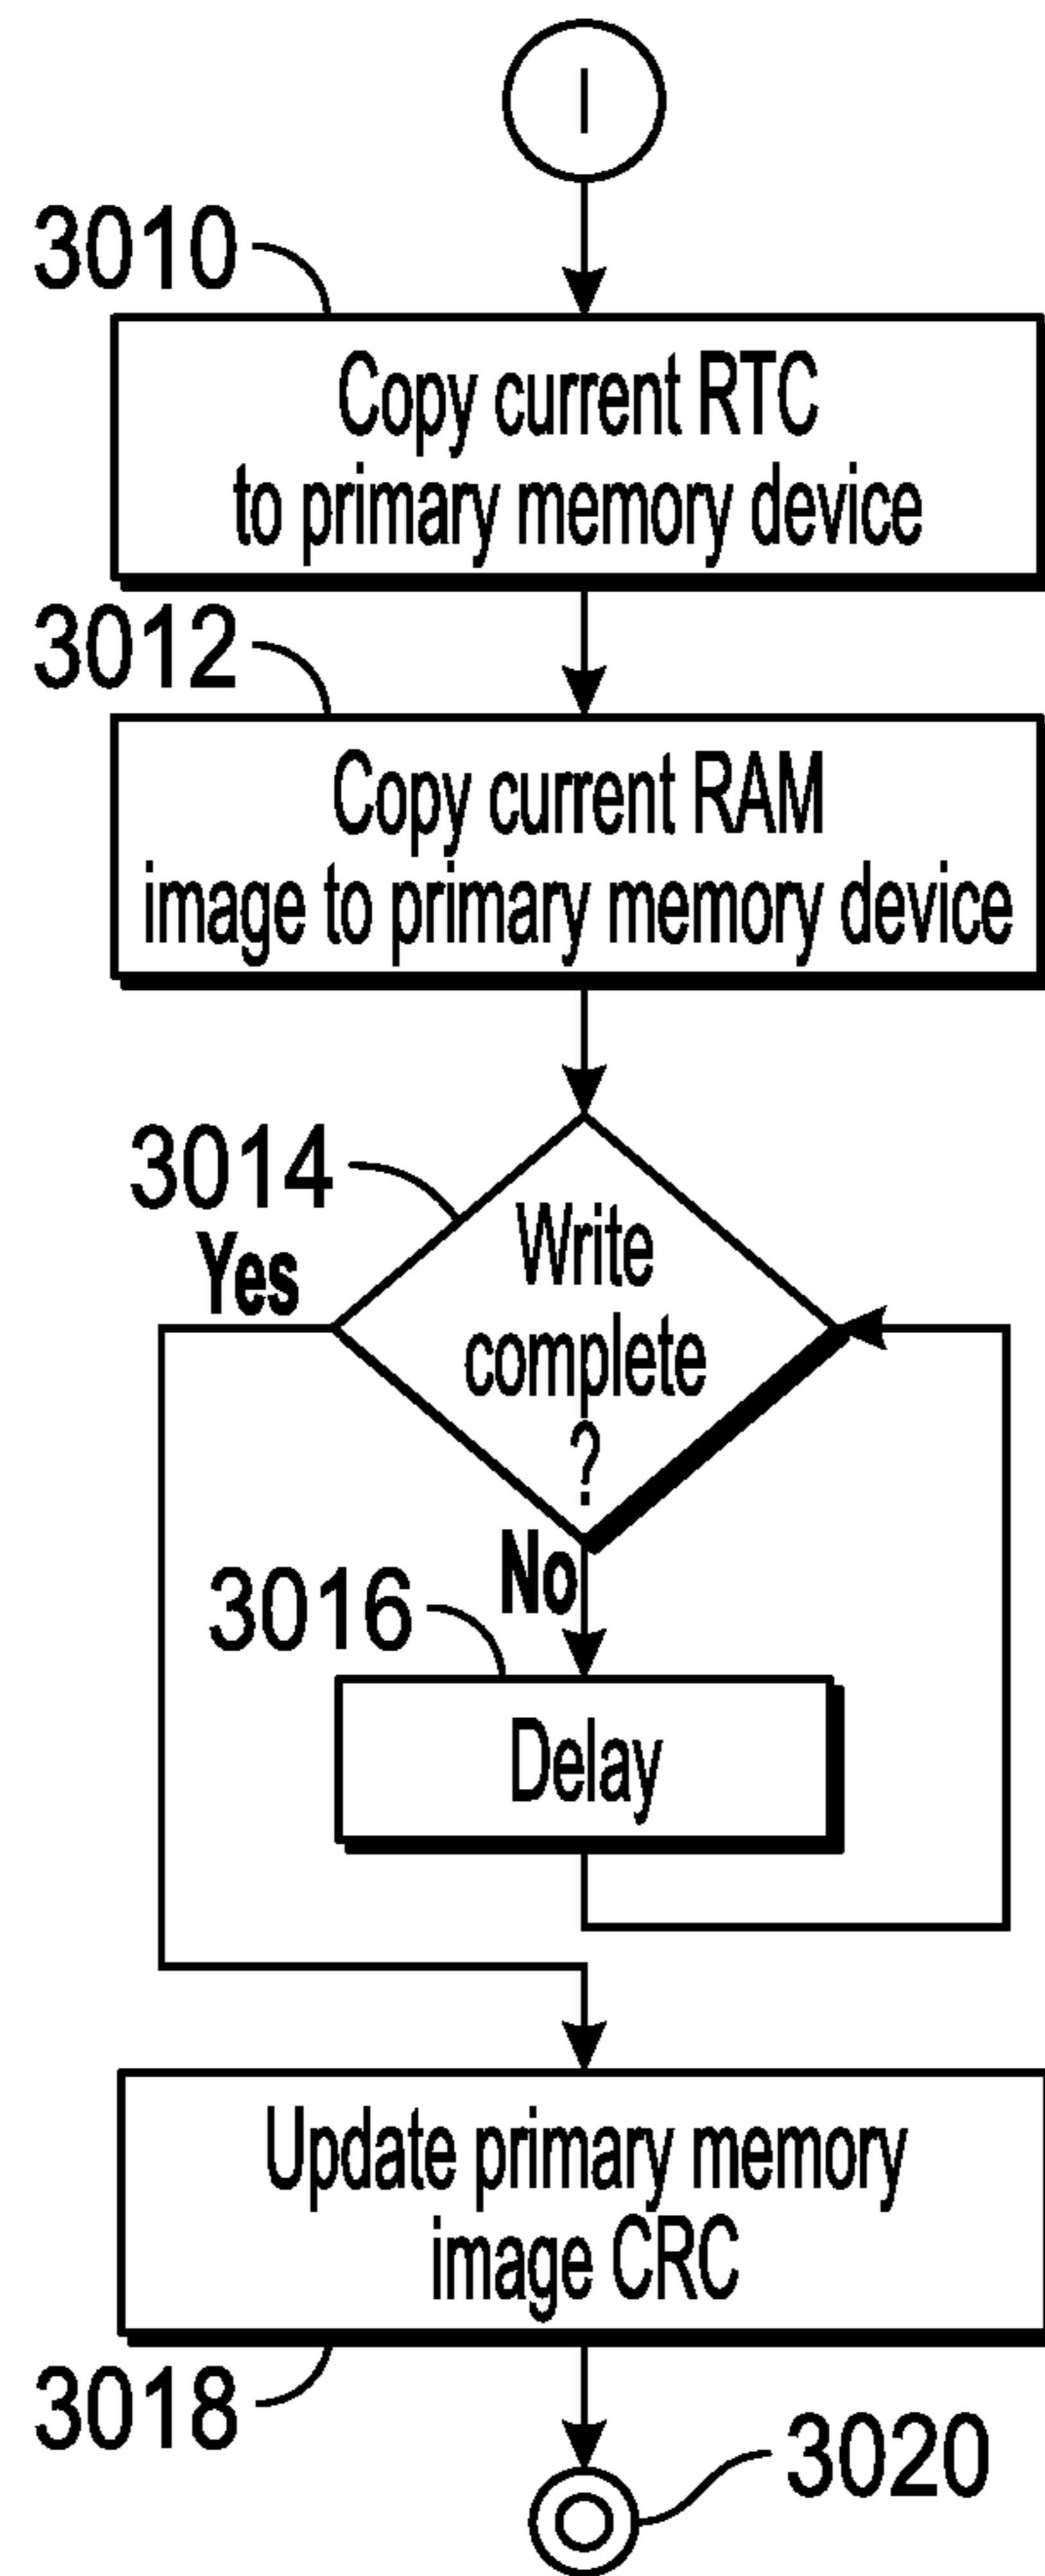 I
3010
Copy current RTC
to primary memory device
3012
Copy current RAM
image to primary memory device
3014
Yes
Write
complete
?
No
3016
Delay
Update primary memory
image CRC
3018
3020